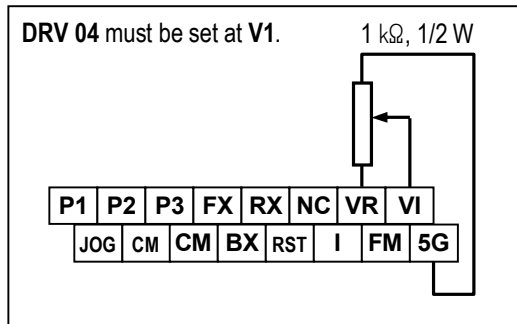 DRV 04 must be set at V1. 1 kΩ, 1/2 W
P1 P2 P3 FX RX NC VR VI
JOG CM CM BX RST I FM 5G